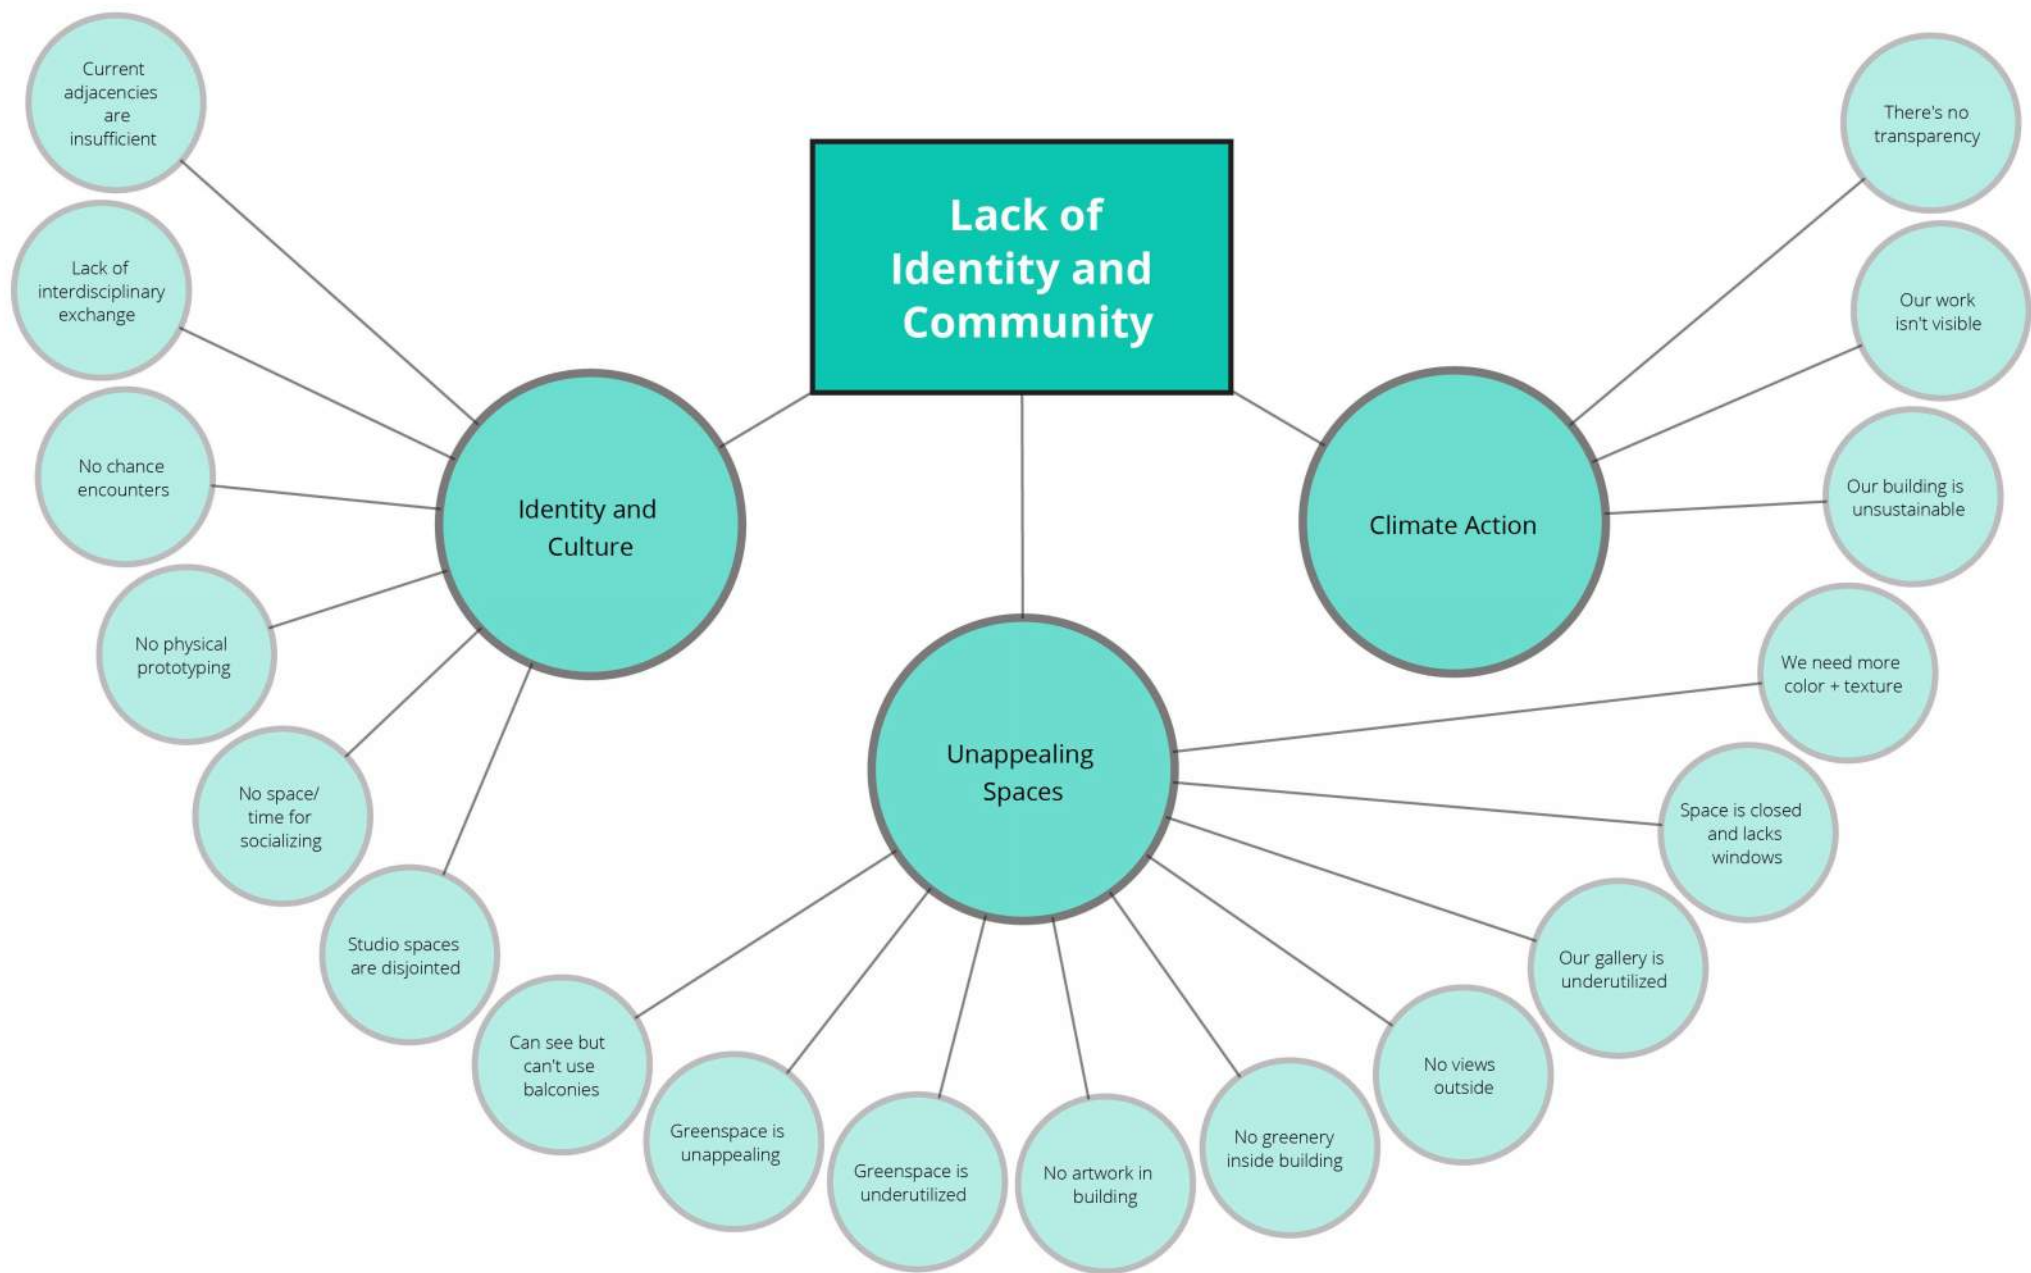 Lack of
Identity and
Community
Identity and
Culture
Current
adjacencies
are
insufficient
Lack of
interdisciplinary
exchange
No chance
encounters
No physical
prototyping
No space/
time for
socializing
Studio spaces
are disjointed
Unappealing
Spaces
Can see but
can't use
balconies
Greenspace is
unappealing
Greenspace is
underutilized
No artwork in
building
No greenery
inside building
No views
outside
Our gallery is
underutilized
Space is closed
and lacks
windows
We need more
color + texture
Climate Action
There's no
transparency
Our work
isn't visible
Our building is
unsustainable